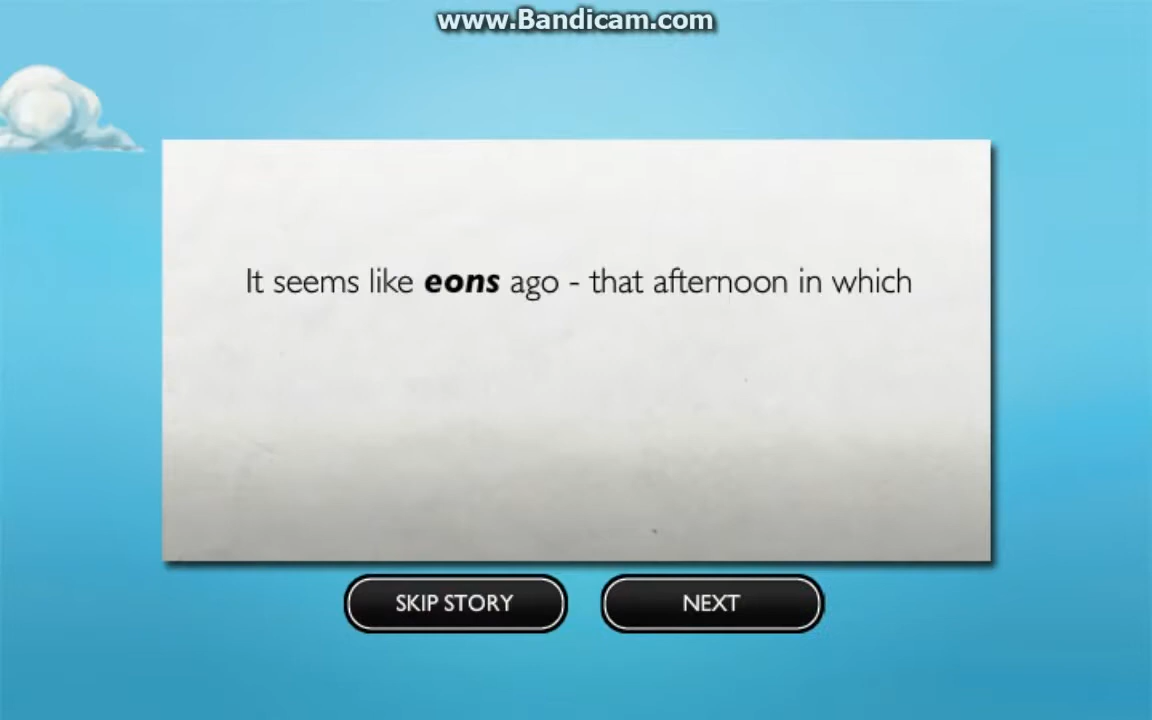 www.Bandicam.com
It seems like eons ago - that afternoon in which
SKIP STORY
NEXT